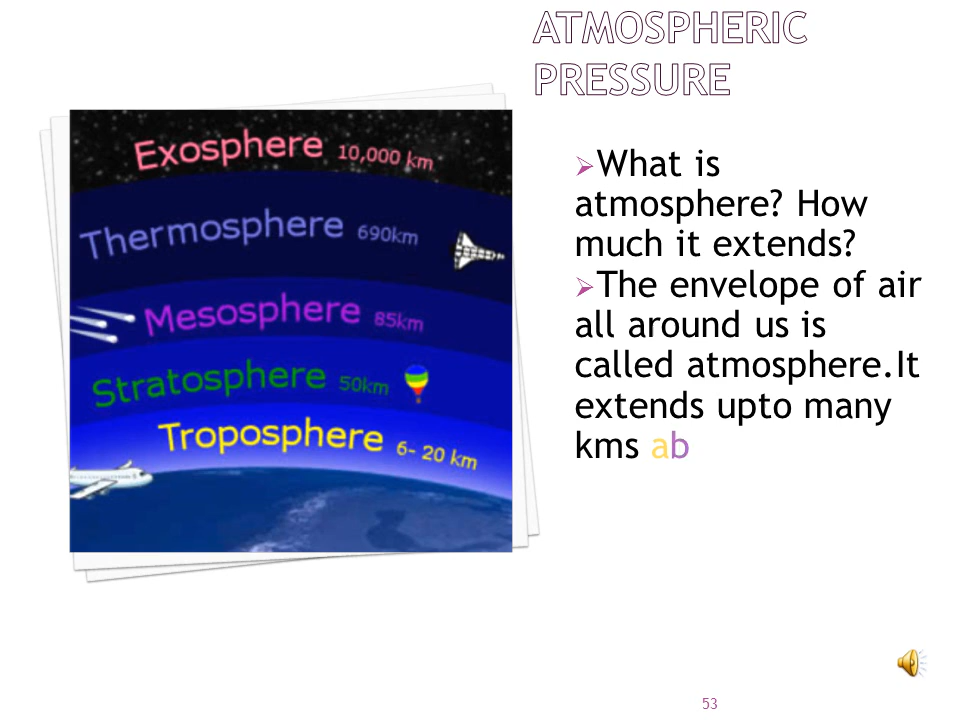 ATMOSPHERIC
PRESSURE
Exosphere 10,000 km
Thermosphere 690km
Mesosphere 85km
Stratosphere 50km
Troposphere 6- 20 km
➢What is
atmosphere? How
much it extends?
➢The envelope of air
all around us is
called atmosphere.It
extends upto many
kms ab
53